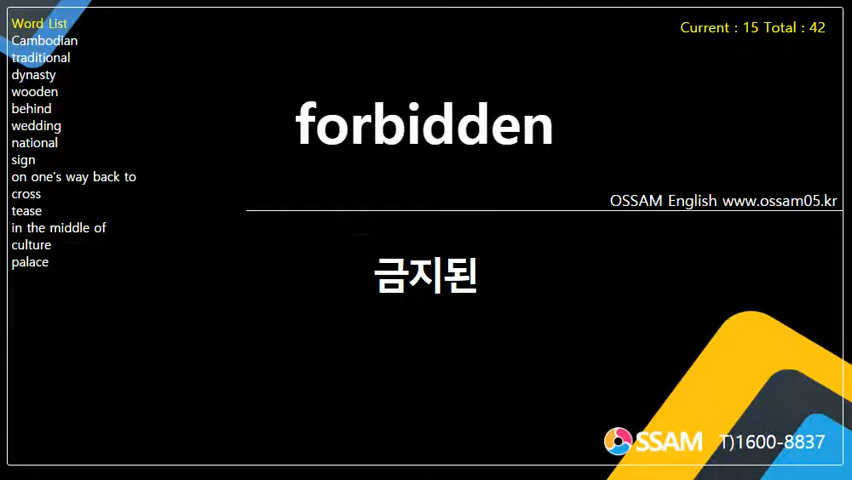 Word List
Cambodian
traditional
dynasty
wooden
behind
wedding
national
sign
on one's way back to
cross
tease
in the middle of
culture
palace
Current : 15 Total : 42
forbidden
OSSAM English www.ossam05.kr
금지된
OSSAM T)1600-8837